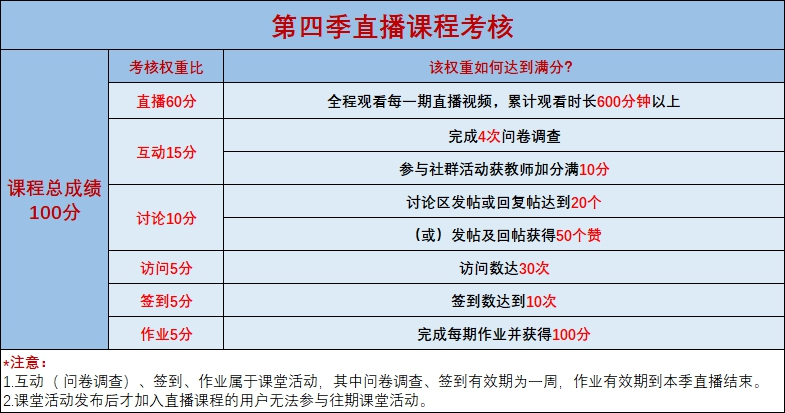 第四季直播课程考核
课程总成绩
100分
考核权重比
该权重如何达到满分?
直播60分
全程观看每一期直播视频，累计观看时长600分钟以上
互动15分
完成4次问卷调查
参与社群活动获教师加分满10分
讨论10分
讨论区发帖或回复帖达到20个
（或）发帖及回帖获得50个赞
访问5分
访问数达30次
签到5分
签到数达到10次
作业5分
完成每期作业并获得100分
*注意：
1.互动（问卷调查）、签到、作业属于课堂活动，其中问卷调查、签到有效期为一周，作业有效期到本季直播结束。
2.课堂活动发布后才加入直播课程的用户无法参与往期课堂活动。